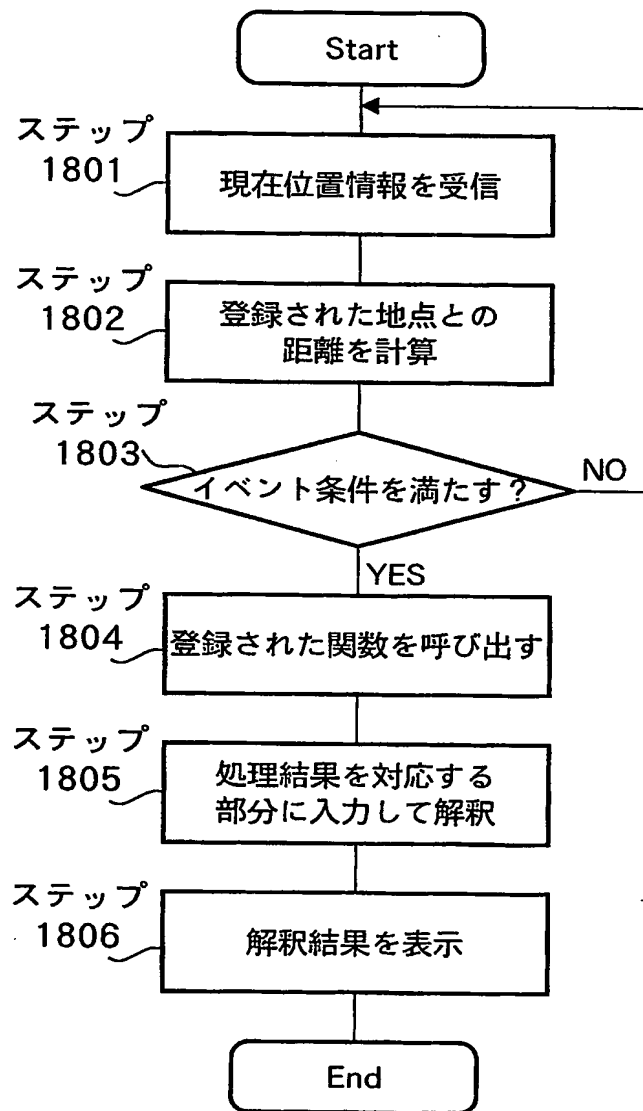 Start
ステップ
1801
現在位置情報を受信
ステップ
1802
登録された地点との
距離を計算
ステップ
1803
イベント条件を満たす?
NO
YES
ステップ
1804
登録された関数を呼び出す
ステップ
1805
処理結果を対応する
部分に入力して解釈
ステップ
1806
解釈結果を表示
End